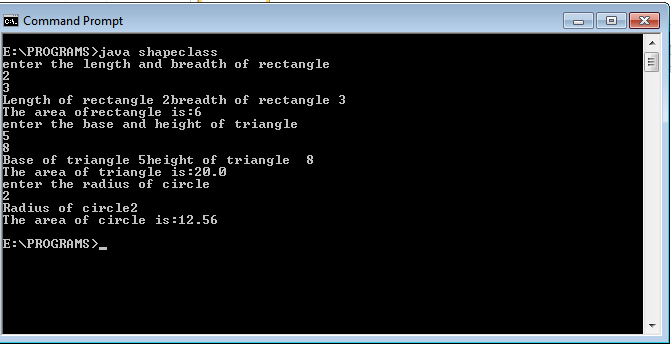 Command Prompt
E:\PROGRAMS>java shapeclass
enter the length and breadth of rectangle
2
3
Length of rectangle 2breadth of rectangle 3
The area ofrectangle is:6
enter the base and height of triangle
5
8
Base of triangle 5height of triangle  8
The area of triangle is:20.0
enter the radius of circle
2
Radius of circle2
The area of circle is:12.56
E:\PROGRAMS>_